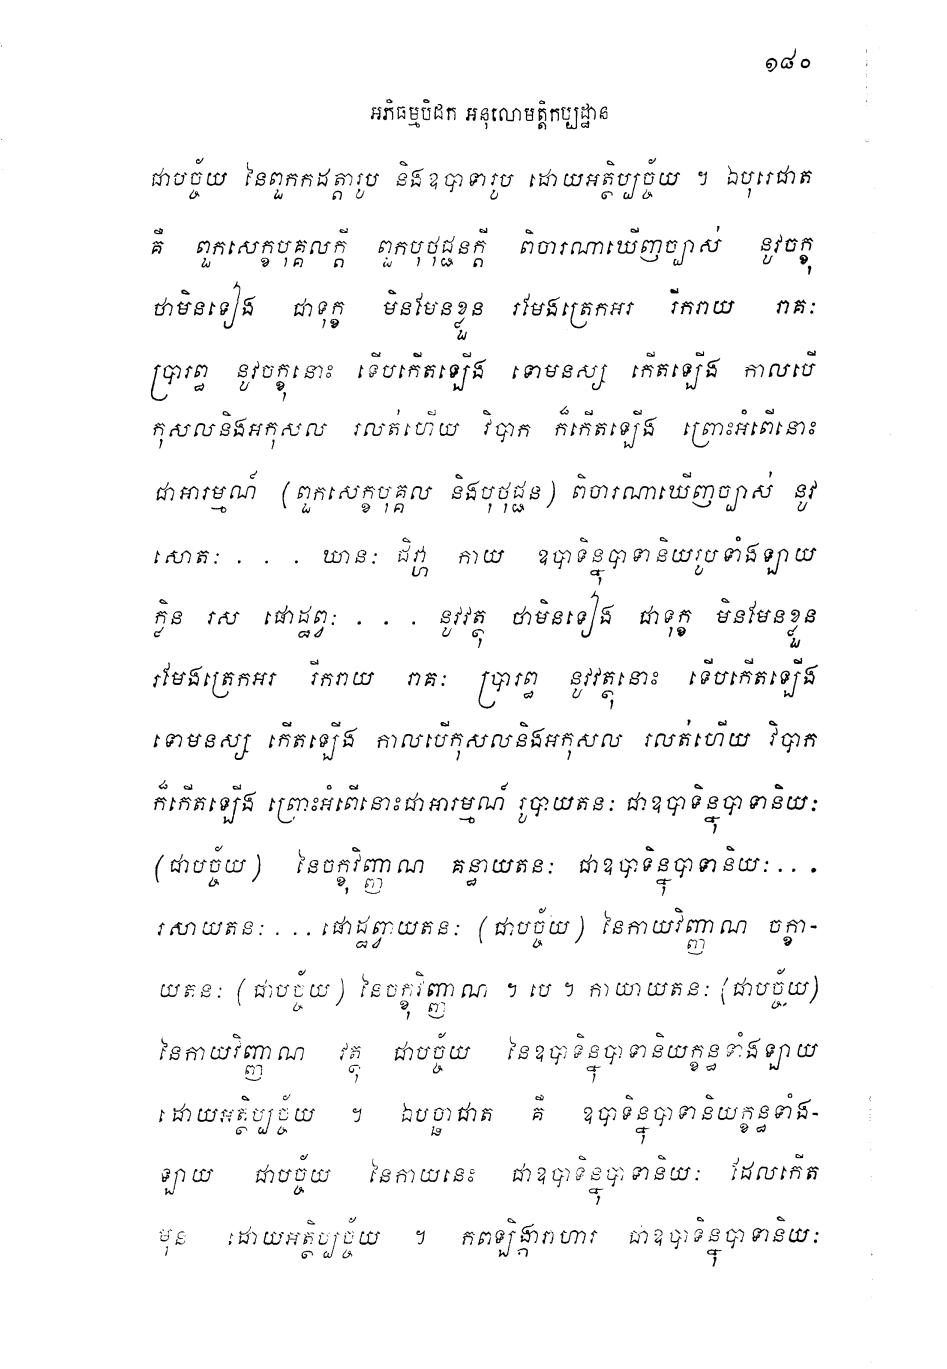 ១៨០
អភិធម្មបិដក អនុលោមត្តិកប្បដ្ឋាន
ជាបច្ច័យ នៃពួកកដត្តារូប និងឧបាទារូប ដោយអត្ថិប្បច្ច័យ ។ ឯបុរេជាត
គឺ ពួកសេក្ខបុគ្គលក្ដី ពួកបុថុជ្ជនក្ដី ពិចារណាឃើញច្បាស់ នូវចក្ខុ
ថាមិនទៀង ជាទុក្ខ មិនមែនខ្លួន រមែងត្រេកអរ រីករាយ រាគៈ
ប្រារព្ធ នូវចក្ខុនោះ ទើបកើតឡើង ទោមនស្ស កើតឡើង កាលបើ
កុសលនិងអកុសល រលត់ហើយ វិបាក ក៏កើតឡើង ព្រោះអំពើនោះ
ជាអារម្មណ៍ (ពួកសេក្ខបុគ្គល និងបុថុជ្ជន) ពិចារណាឃើញច្បាស់ នូវ
សោតៈ . . . ឃានៈ ជិវ្ហា កាយ ឧបាទិន្នុបាទានិយរូបទាំងឡាយ
ក្លិន រស ផោដ្ឋព្វៈ . . . នូវវត្ថុ ថាមិនទៀង ជាទុក្ខ មិនមែនខ្លួន
រមែងត្រេកអរ រីករាយ រាគៈ ប្រារព្ធ នូវវត្ថុនោះ ទើបកើតឡើង
ទោមនស្ស កើតឡើង កាលបើកុសលនិងអកុសល រលត់ហើយ វិបាក
ក៏កើតឡើង ព្រោះអំពើនោះជាអារម្មណ៍ រូបាយតនៈ ជាឧបាទិន្នុបាទានិយៈ
(ជាបច្ច័យ) នៃចក្ខុវិញ្ញាណ គន្ធាយតនៈ ជាឧបាទិន្នុបាទានិយៈ . . .
រសាយតនៈ . . . ផោដ្ឋព្វាយតនៈ (ជាបច្ច័យ) នៃកាយវិញ្ញាណ ចក្ខា-
យតនៈ (ជាបច្ច័យ) នៃចក្ខុវិញ្ញាណ ។ បេ ។ កាយាយតនៈ (ជាបច្ច័យ)
នៃកាយវិញ្ញាណ វត្ថុ ជាបច្ច័យ នៃឧបាទិន្នុបាទានិយក្ខន្ធទាំងឡាយ
ដោយអត្ថិប្បច្ច័យ ។ ឯបច្ឆាជាត គឺ ឧបាទិន្នុបាទានិយក្ខន្ធទាំង-
ឡាយ ជាបច្ច័យ នៃកាយនេះ ជាឧបាទិន្នុបាទានិយៈ ដែលកើត
មុន ដោយអត្ថិប្បច្ច័យ ។ កពឡិង្ការាហារ ជាឧបាទិន្នុបាទានិយៈ